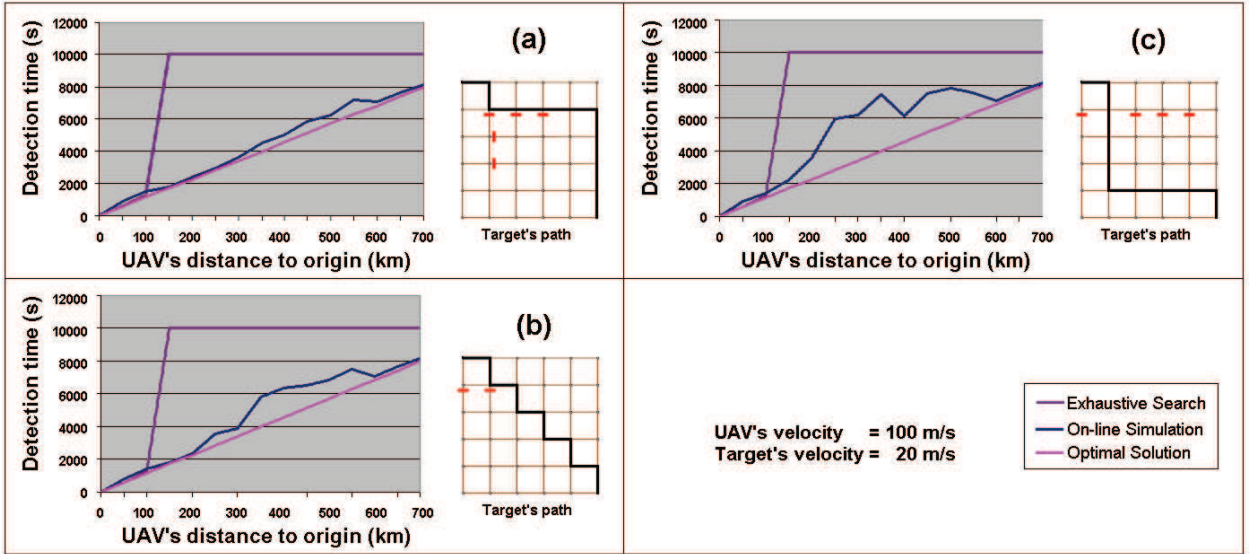 (a)
Detection time (s)
12000
10000
8000
6000
4000
2000
0
0 100 200 300 400 500 600 700
UAV's distance to origin (km)
Target's path
(c)
Detection time (s)
12000
10000
8000
6000
4000
2000
0
0 100 200 300 400 500 600 700
UAV's distance to origin (km)
Target's path
(b)
Detection time (s)
12000
10000
8000
6000
4000
2000
0
0 100 200 300 400 500 600 700
UAV's distance to origin (km)
Target's path
UAV's velocity = 100 m/s
Target's velocity = 20 m/s
Exhaustive Search
On-line Simulation
Optimal Solution